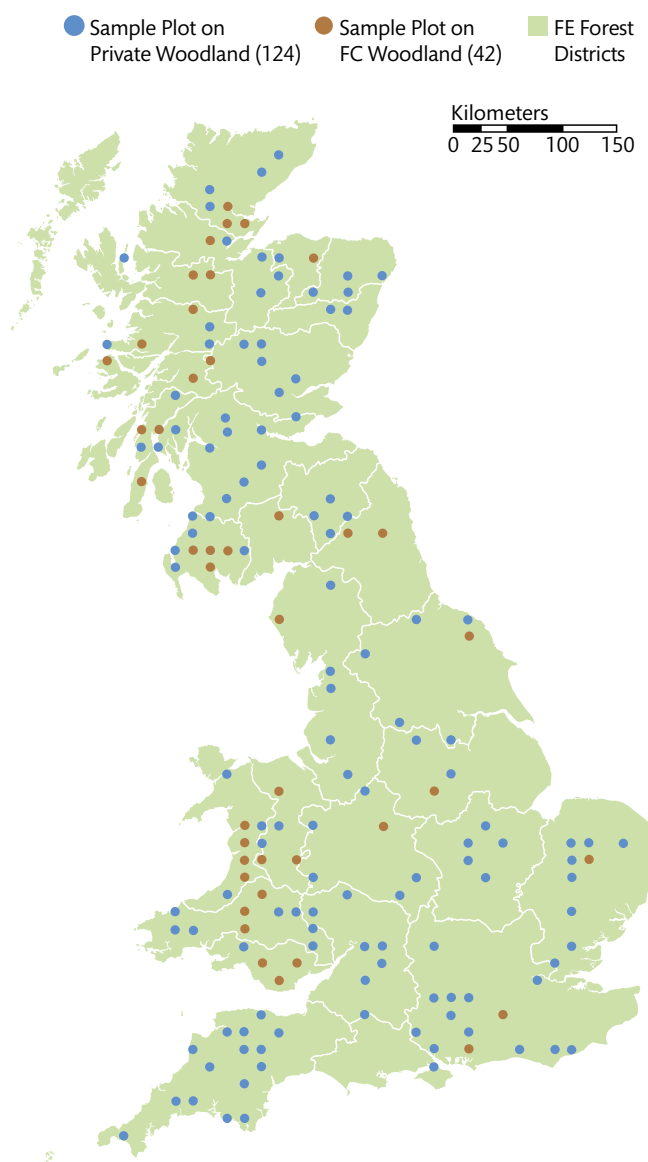 Sample Plot on
Private Woodland (124)
Sample Plot on
FC Woodland (42)
FE Forest
Districts
Kilometers
0 25 50 100 150